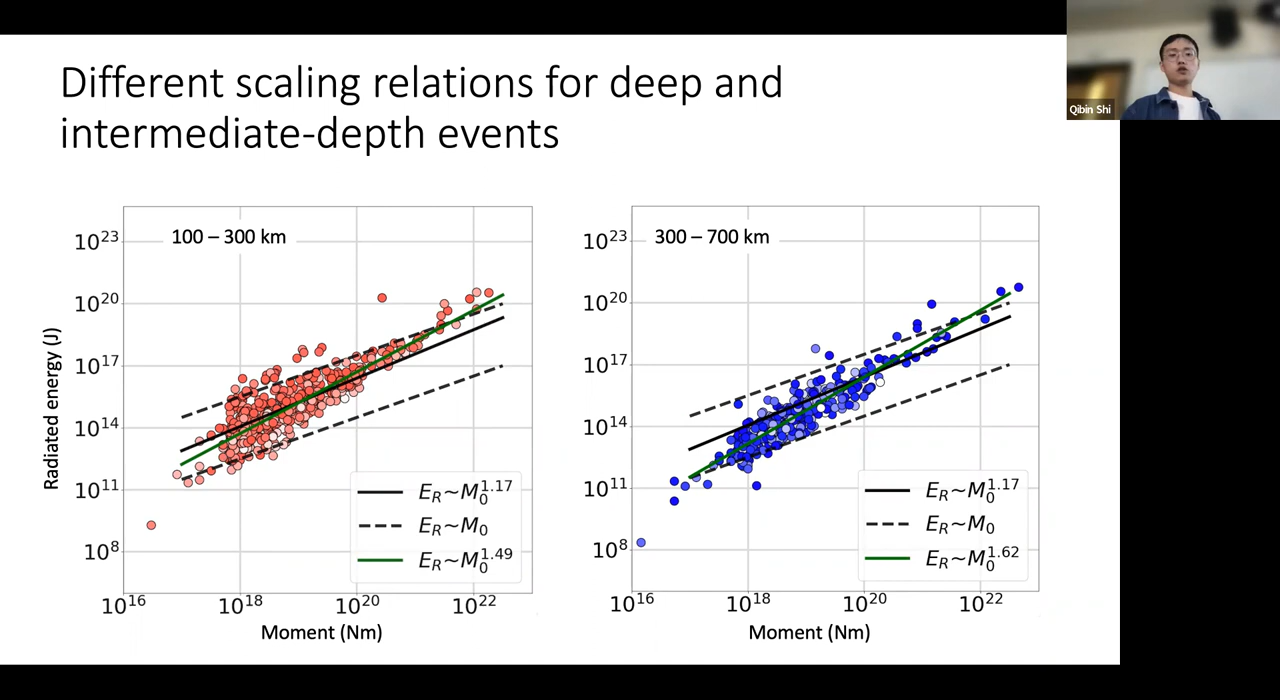 Different scaling relations for deep and
intermediate-depth events
Qibin Shi
100 – 300 km
Radiated energy (J)
10^23
10^20
10^17
10^14
10^11
10^8
10^16
10^18
10^20
10^22
Moment (Nm)
E_R~M_0^1.17
E_R~M_0
E_R~M_0^1.49
300 – 700 km
10^23
10^20
10^17
10^14
10^11
10^8
10^16
10^18
10^20
10^22
Moment (Nm)
E_R~M_0^1.17
E_R~M_0
E_R~M_0^1.62